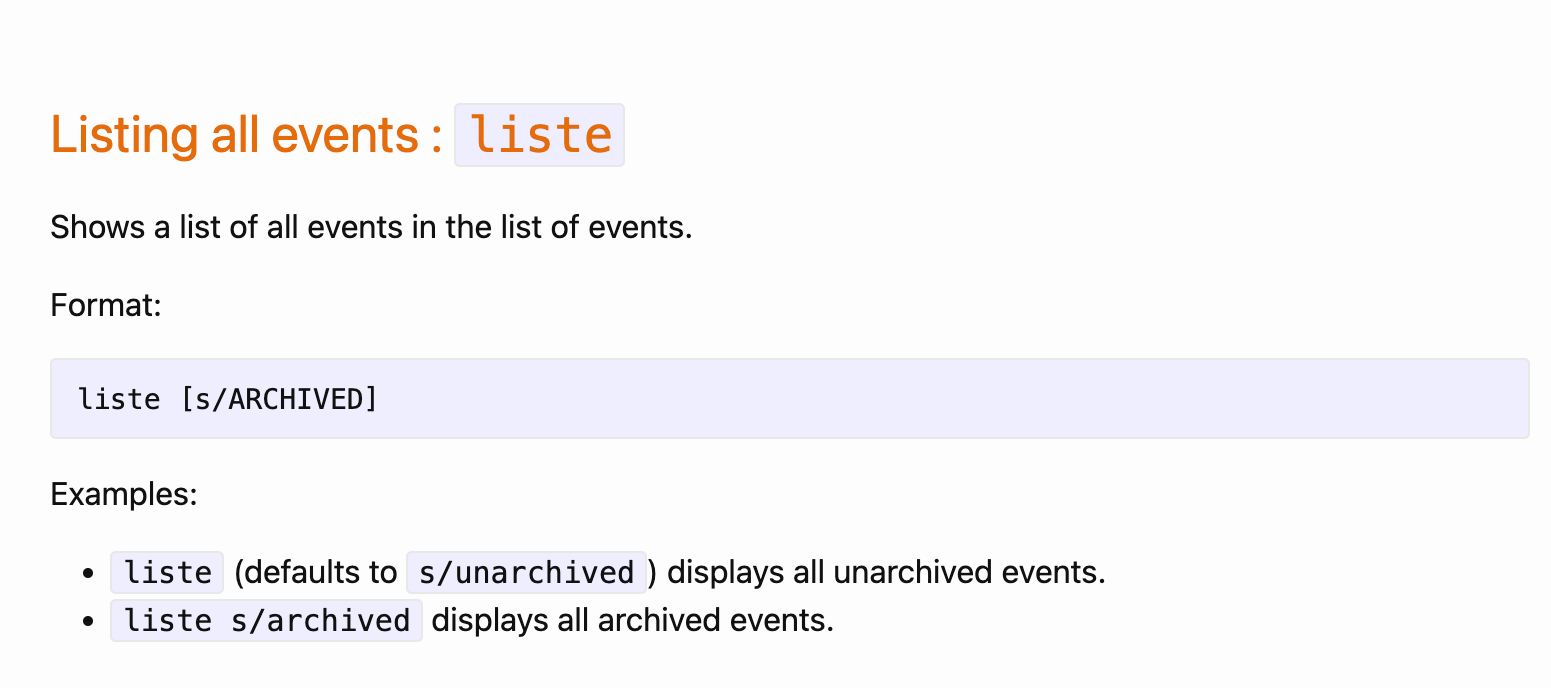 Listing all events : liste
Shows a list of all events in the list of events.
Format:
liste [s/ARCHIVED]
Examples:
• liste (defaults to s/unarchived) displays all unarchived events.
• liste s/archived displays all archived events.